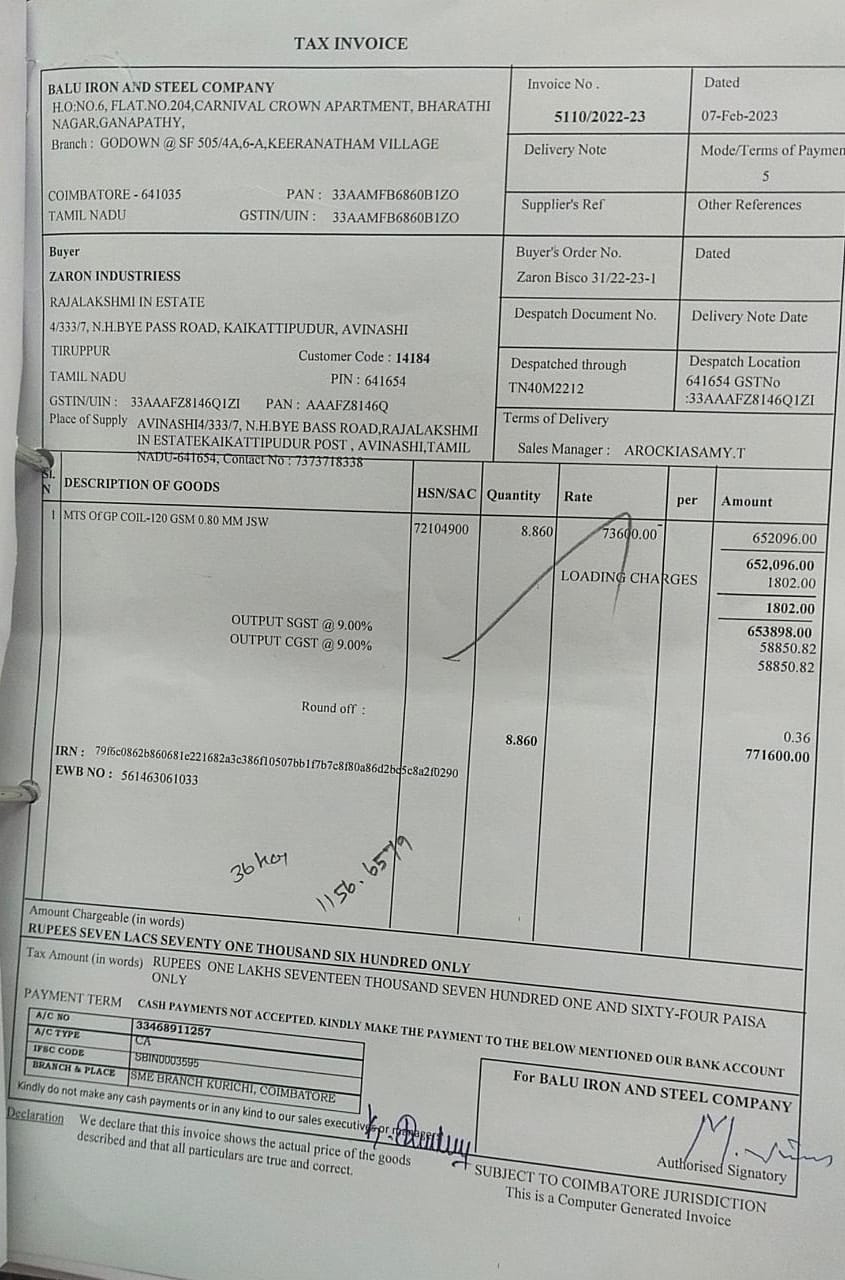 TAX INVOICE
BALU IRON AND STEEL COMPANY
H.O:NO.6, FLAT.NO.204,CARNIVAL CROWN APARTMENT, BHARATHI
NAGAR,GANAPATHY,
Branch : GODOWN @ SF 505/4A,6-A,KEERANATHAM VILLAGE
COIMBATORE - 641035 PAN : 33AAMFB6860B1ZO
TAMIL NADU GSTIN/UIN : 33AAMFB6860B1ZO
Invoice No . Dated
5110/2022-23 07-Feb-2023
Delivery Note Mode/Terms of Paymen
5
Supplier's Ref Other References
Buyer
ZARON INDUSTRIESS
RAJALAKSHMI IN ESTATE
4/333/7, N.H.BYE PASS ROAD, KAIKATTIPUDUR, AVINASHI
TIRUPPUR Customer Code : 14184
TAMIL NADU PIN : 641654
GSTIN/UIN : 33AAAFZ8146Q1ZI PAN : AAAFZ8146Q
Place of Supply AVINASHI4/333/7, N.H.BYE BASS ROAD,RAJALAKSHMI
IN ESTATEKAIKATTIPUDUR POST , AVINASHI,TAMIL
NADU-641654, Contact No : 7373718338
Buyer's Order No. Dated
Zaron Bisco 31/22-23-1
Despatch Document No. Delivery Note Date
Despatched through Despatch Location
TN40M2212 641654 GSTNo
:33AAAFZ8146Q1ZI
Terms of Delivery
Sales Manager : AROCKIASAMY.T
Sl.
N DESCRIPTION OF GOODS HSN/SAC Quantity Rate per Amount
1 MTS Of GP COIL-120 GSM 0.80 MM JSW 72104900 8.860 73600.00 652096.00
652,096.00
LOADING CHARGES 1802.00
1802.00
653898.00
OUTPUT SGST @ 9.00% 58850.82
OUTPUT CGST @ 9.00% 58850.82
Round off : 0.36
8.860 771600.00
IRN : 79f6c0862b860681e221682a3c386f10507bb1f7b7c8f80a86d2bd5c8a2f0290
EWB NO : 561463061033
1156.6579
Amount Chargeable (in words)
RUPEES SEVEN LACS SEVENTY ONE THOUSAND SIX HUNDRED ONLY
Tax Amount (in words) RUPEES ONE LAKHS SEVENTEEN THOUSAND SEVEN HUNDRED ONE AND SIXTY-FOUR PAISA
ONLY
PAYMENT TERM CASH PAYMENTS NOT ACCEPTED. KINDLY MAKE THE PAYMENT TO THE BELOW MENTIONED OUR BANK ACCOUNT
A/C NO 33468911257
A/C TYPE CA
IFSC CODE SBIN0003595
BRANCH & PLACE SME BRANCH KURICHI, COIMBATORE
Kindly do not make any cash payments or in any kind to our sales executives or managers
Declaration We declare that this invoice shows the actual price of the goods
described and that all particulars are true and correct.
For BALU IRON AND STEEL COMPANY
Authorised Signatory
SUBJECT TO COIMBATORE JURISDICTION
This is a Computer Generated Invoice